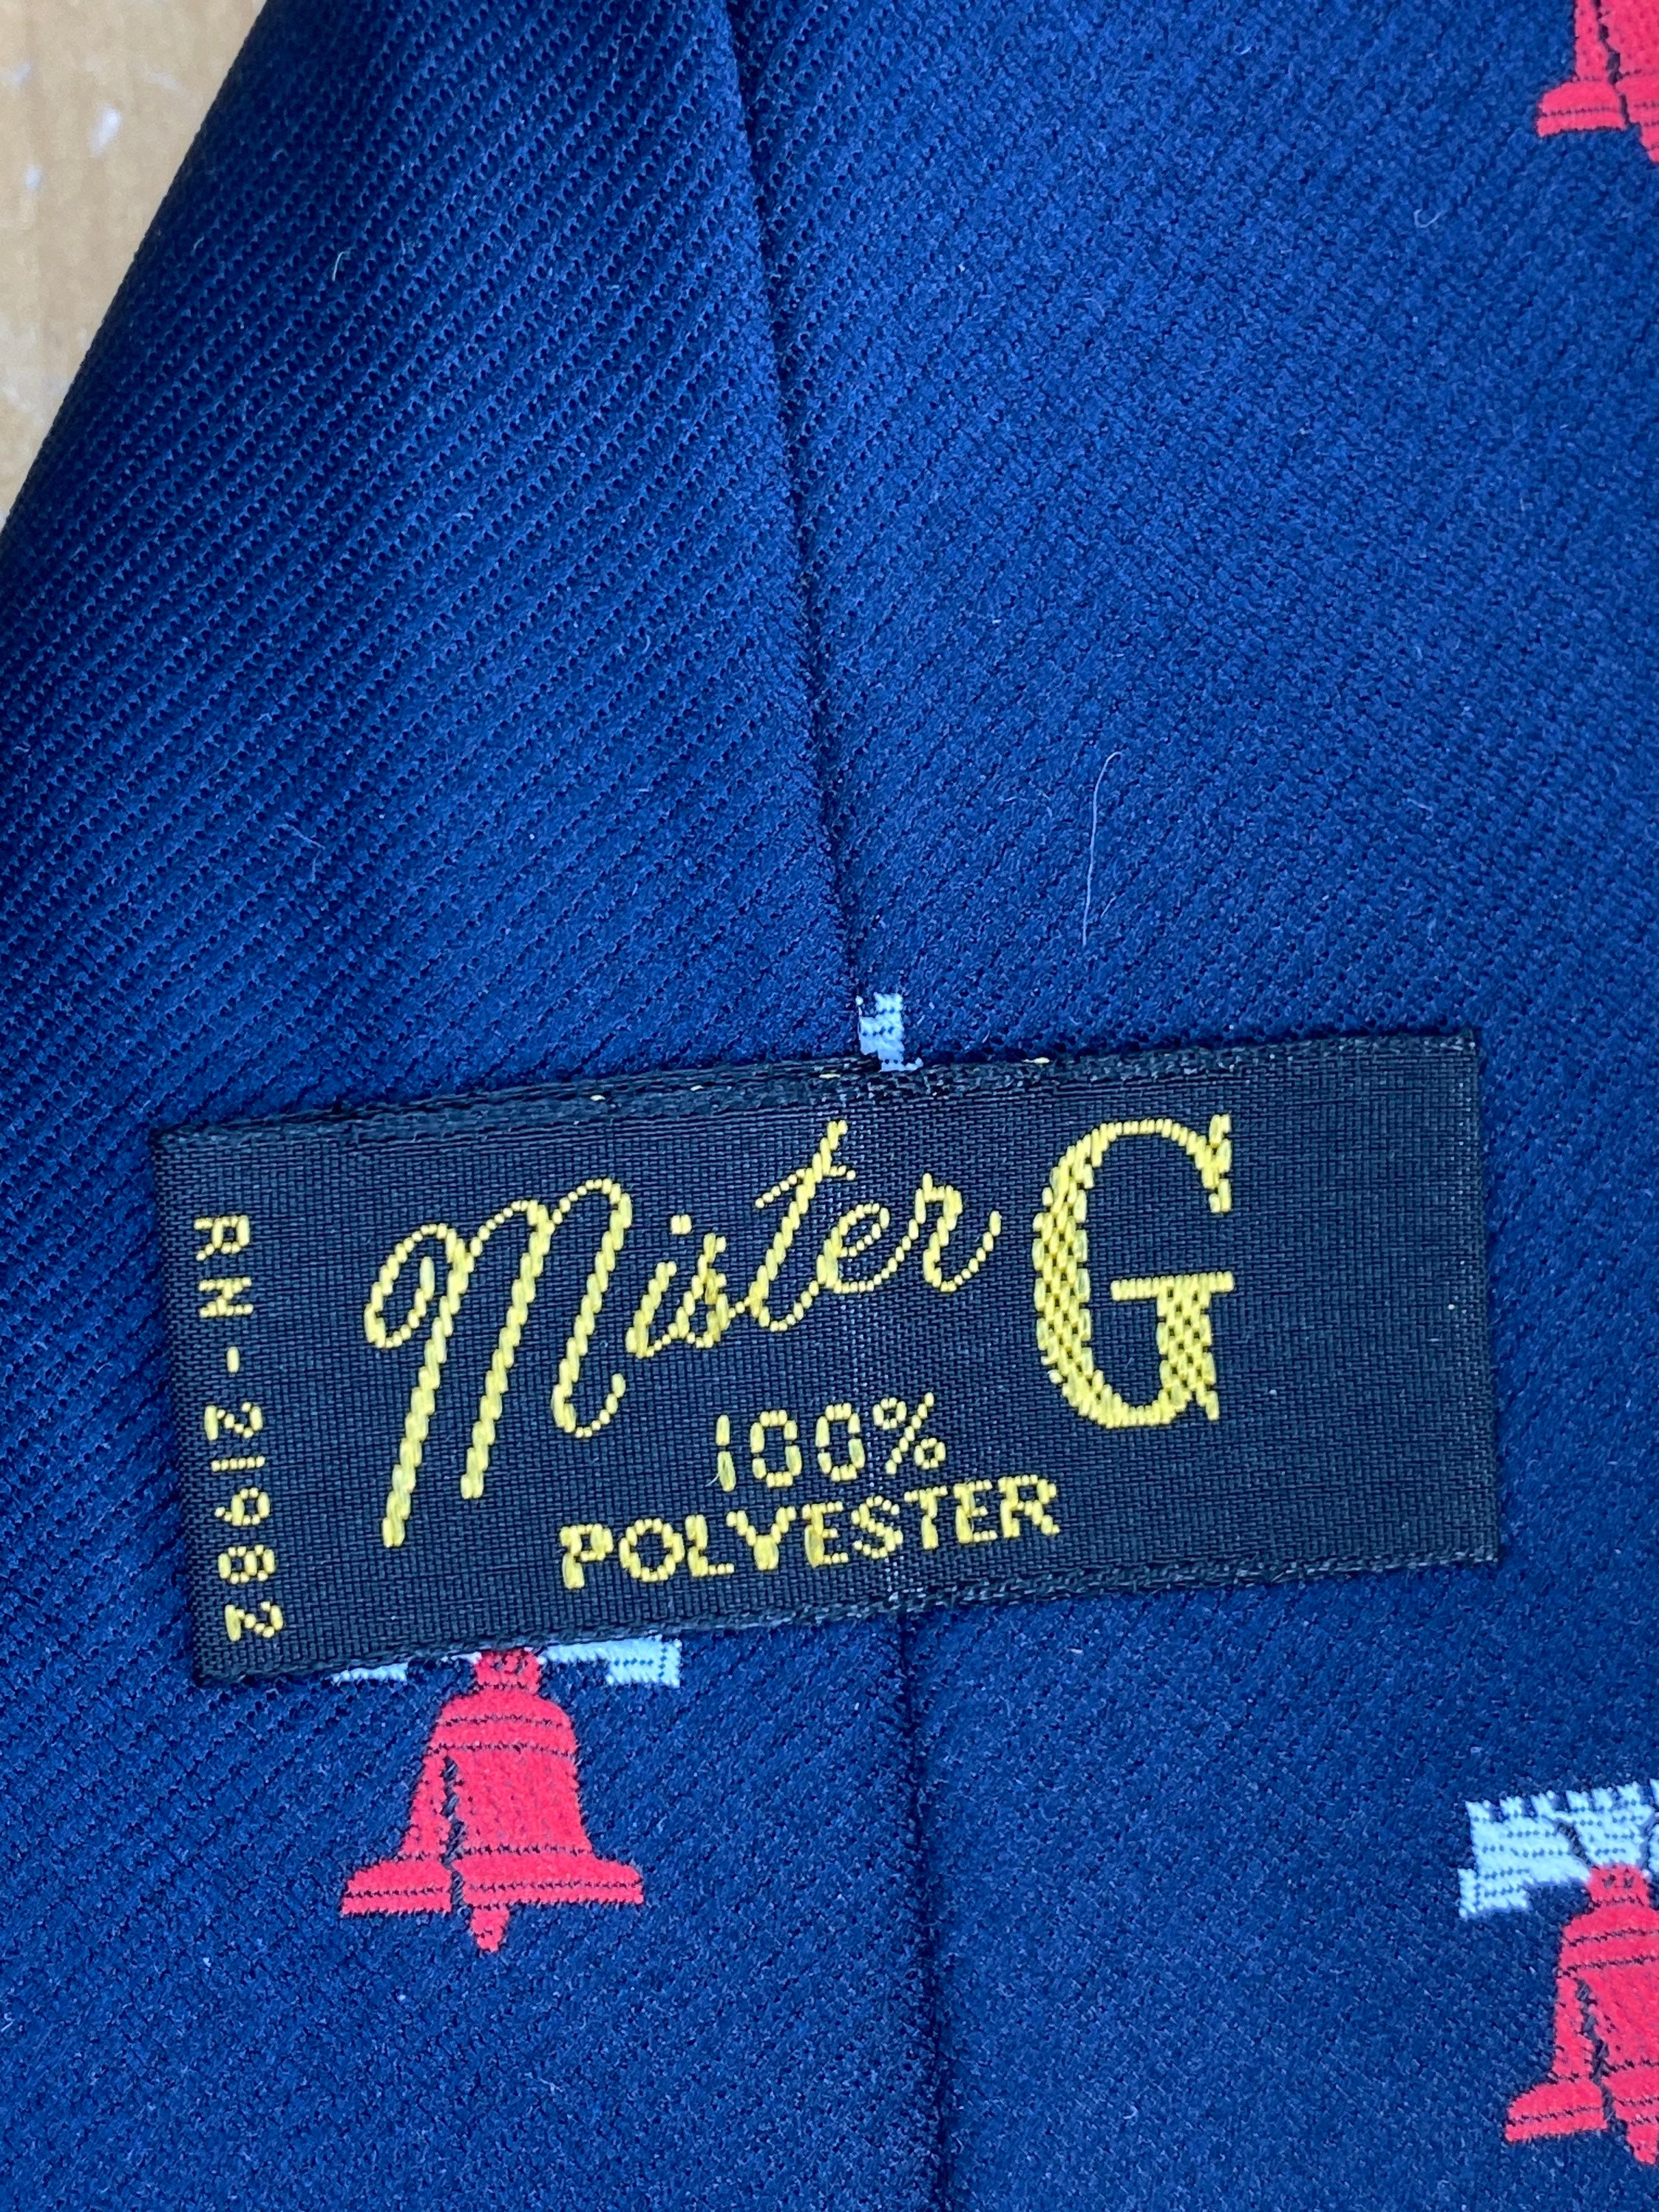 Mister G
100%
POLYESTER
RN-21982